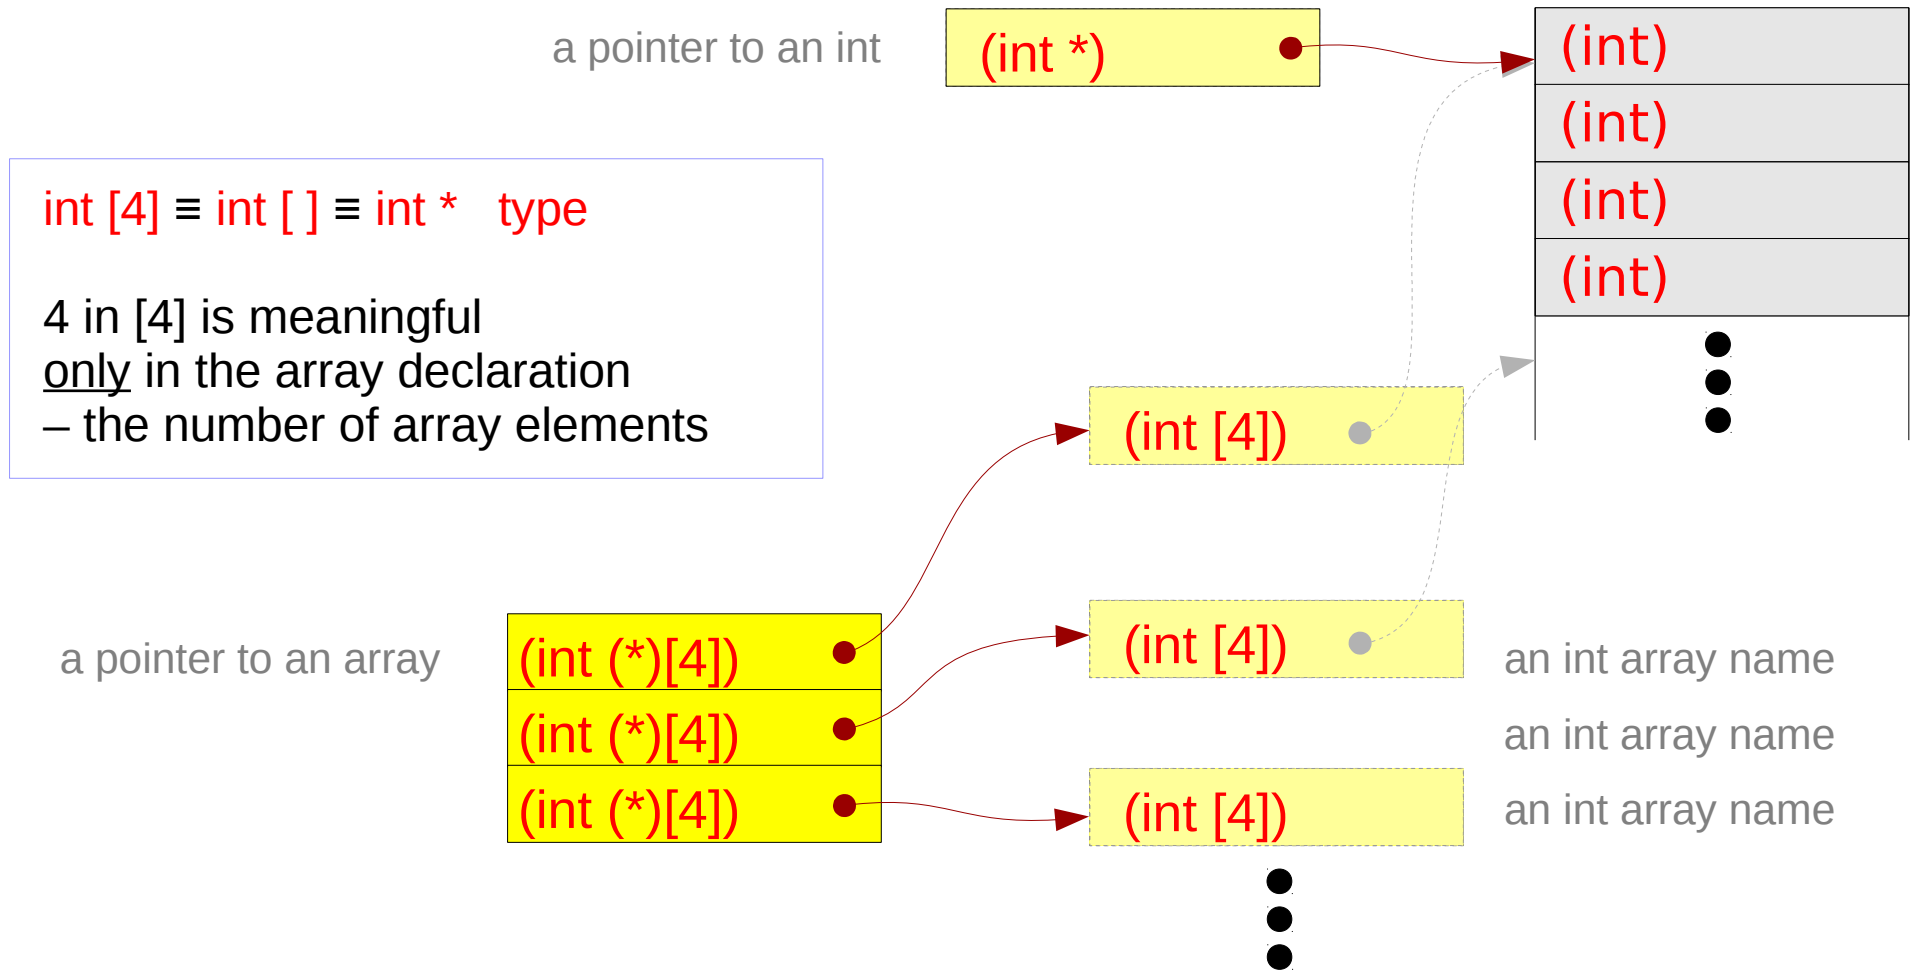 a pointer to an int
(int *)
(int)
(int)
(int)
(int)
int [4] ≡ int [ ] ≡ int * type
4 in [4] is meaningful
only in the array declaration
– the number of array elements
(int [4])
a pointer to an array
(int (*)[4])
(int (*)[4])
(int (*)[4])
(int [4])
an int array name
an int array name
(int [4])
an int array name